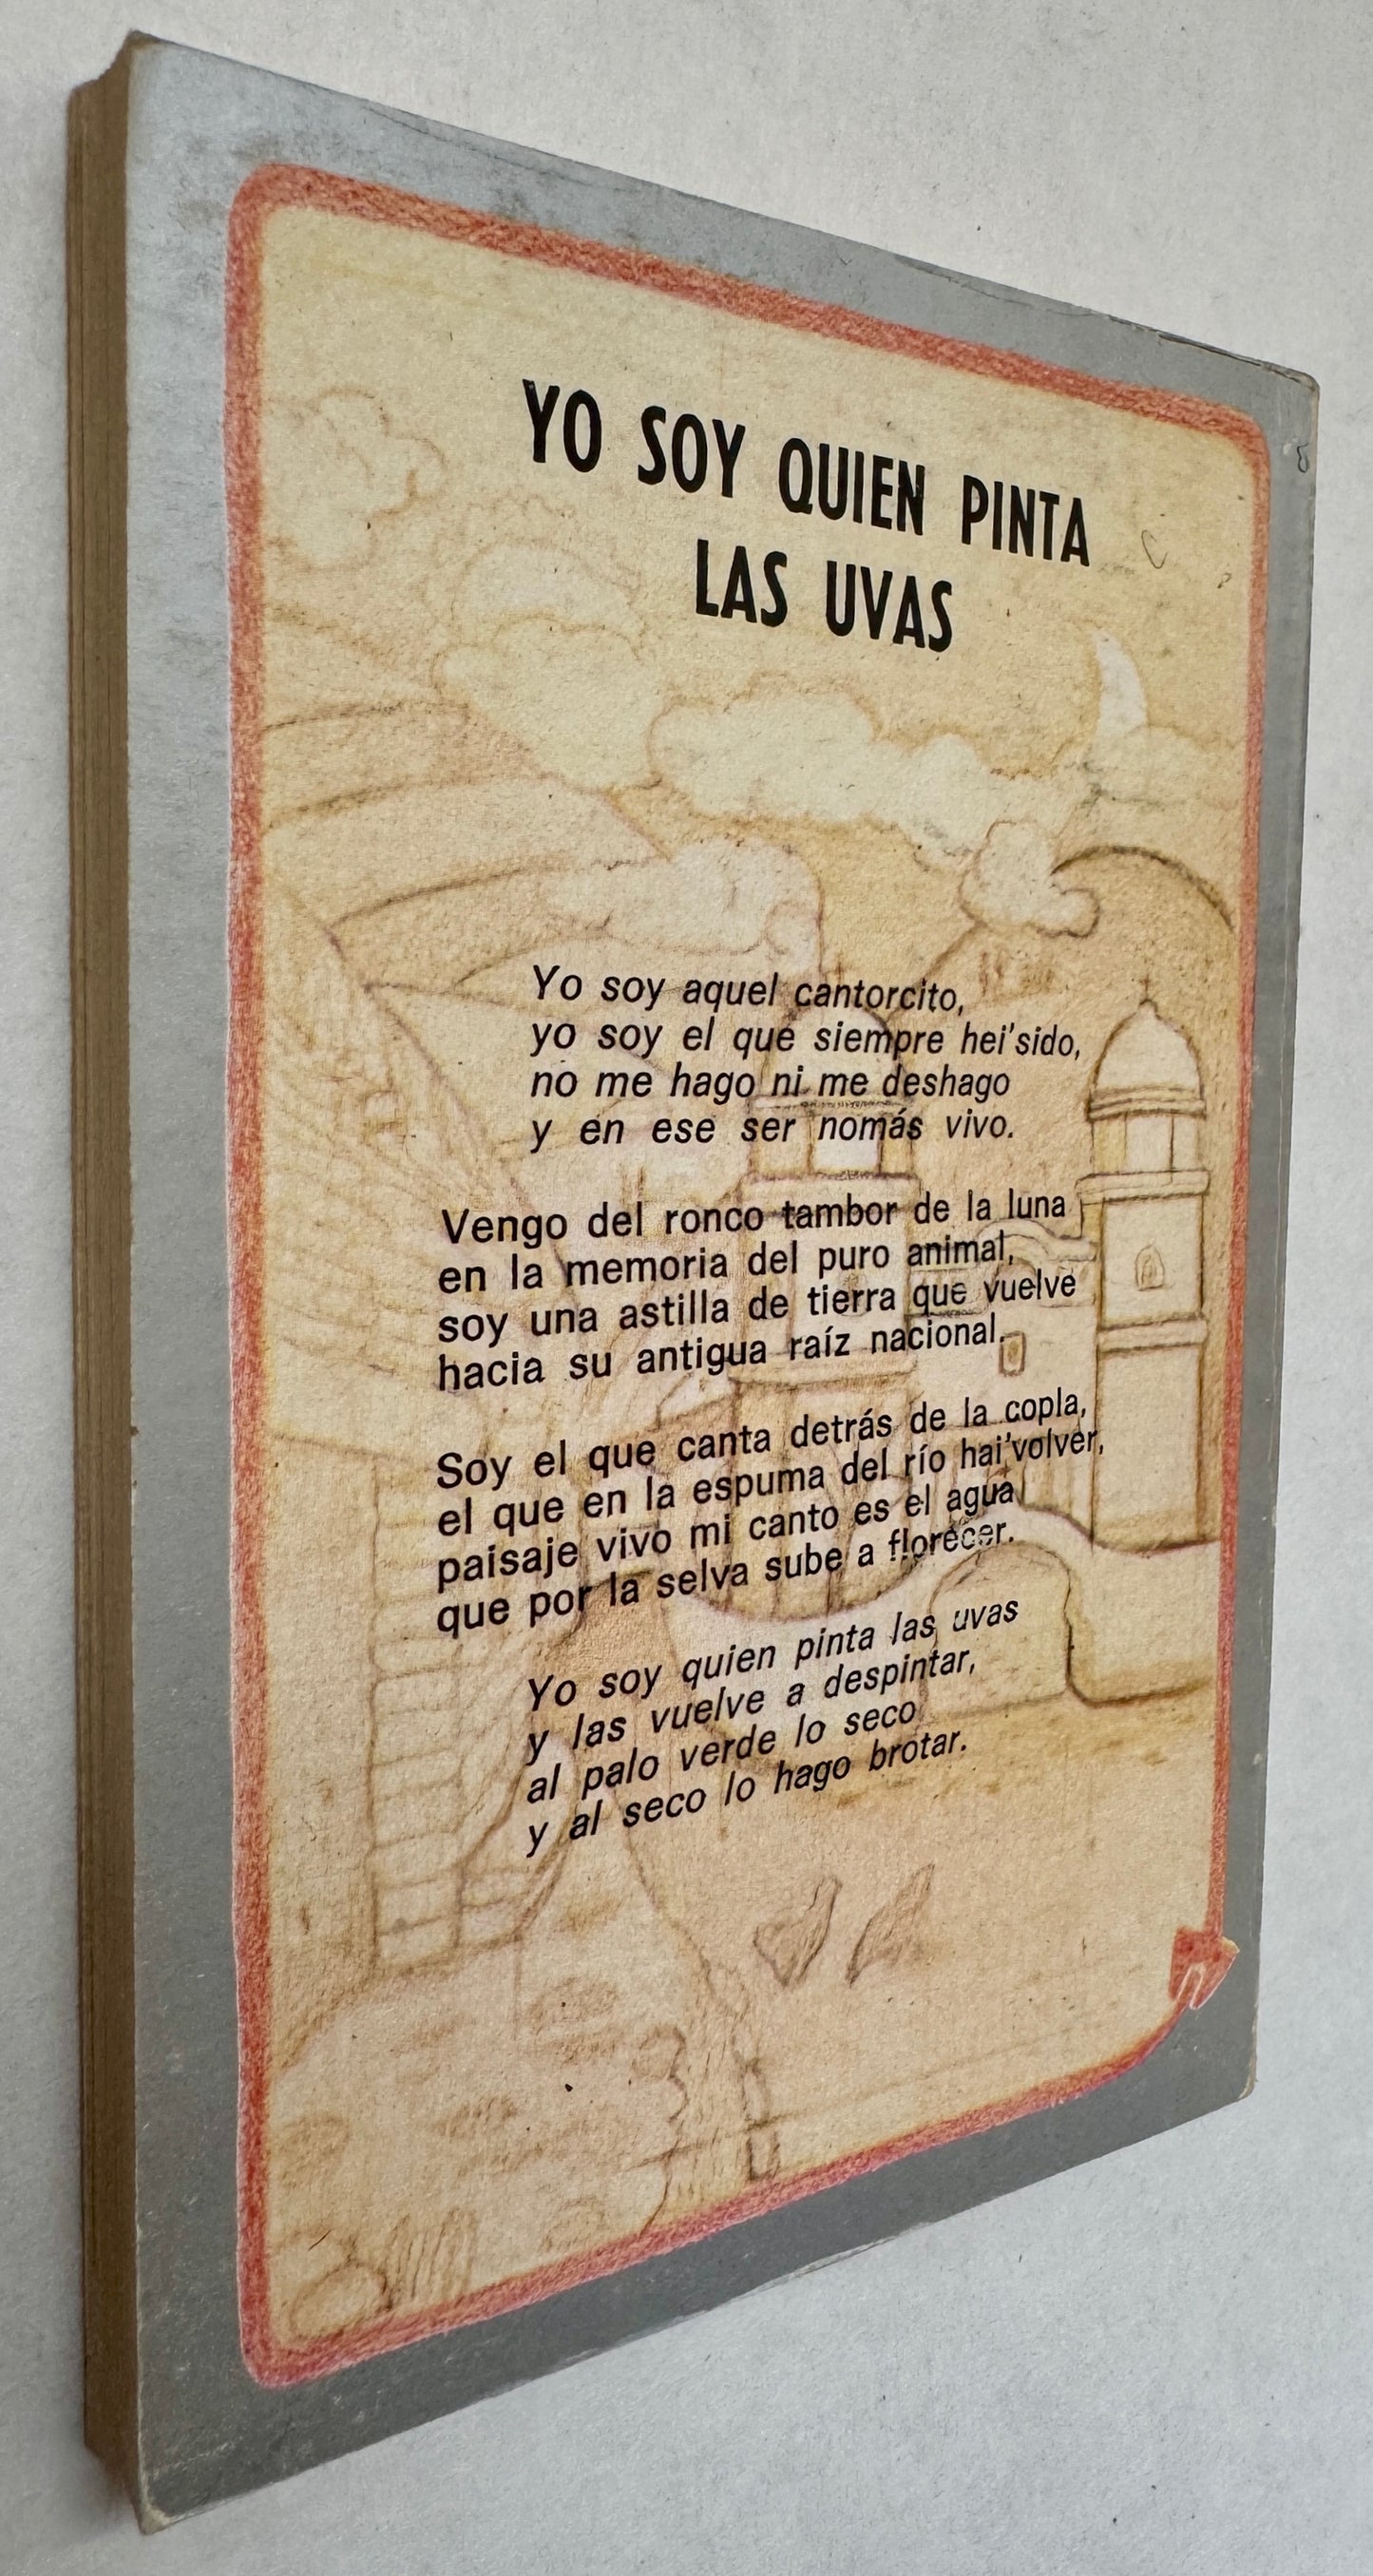 YO SOY QUIEN PINTA
LAS UVAS
Yo soy aquel cantorcito,
yo soy el que siempre hei'sido,
no me hago ni me deshago
y en ese ser nomás vivo.
Vengo del ronco tambor de la luna
en la memoria del puro animal,
soy una astilla de tierra que vuelve
hacia su antigua raíz nacional.
Soy el que canta detrás de la copla,
el que en la espuma del río hai'volver,
paisaje vivo mi canto es el agua
que por la selva sube a florecer.
Yo soy quien pinta las uvas
y las vuelve a despintar,
al palo verde lo seco
y al seco lo hago brotar.